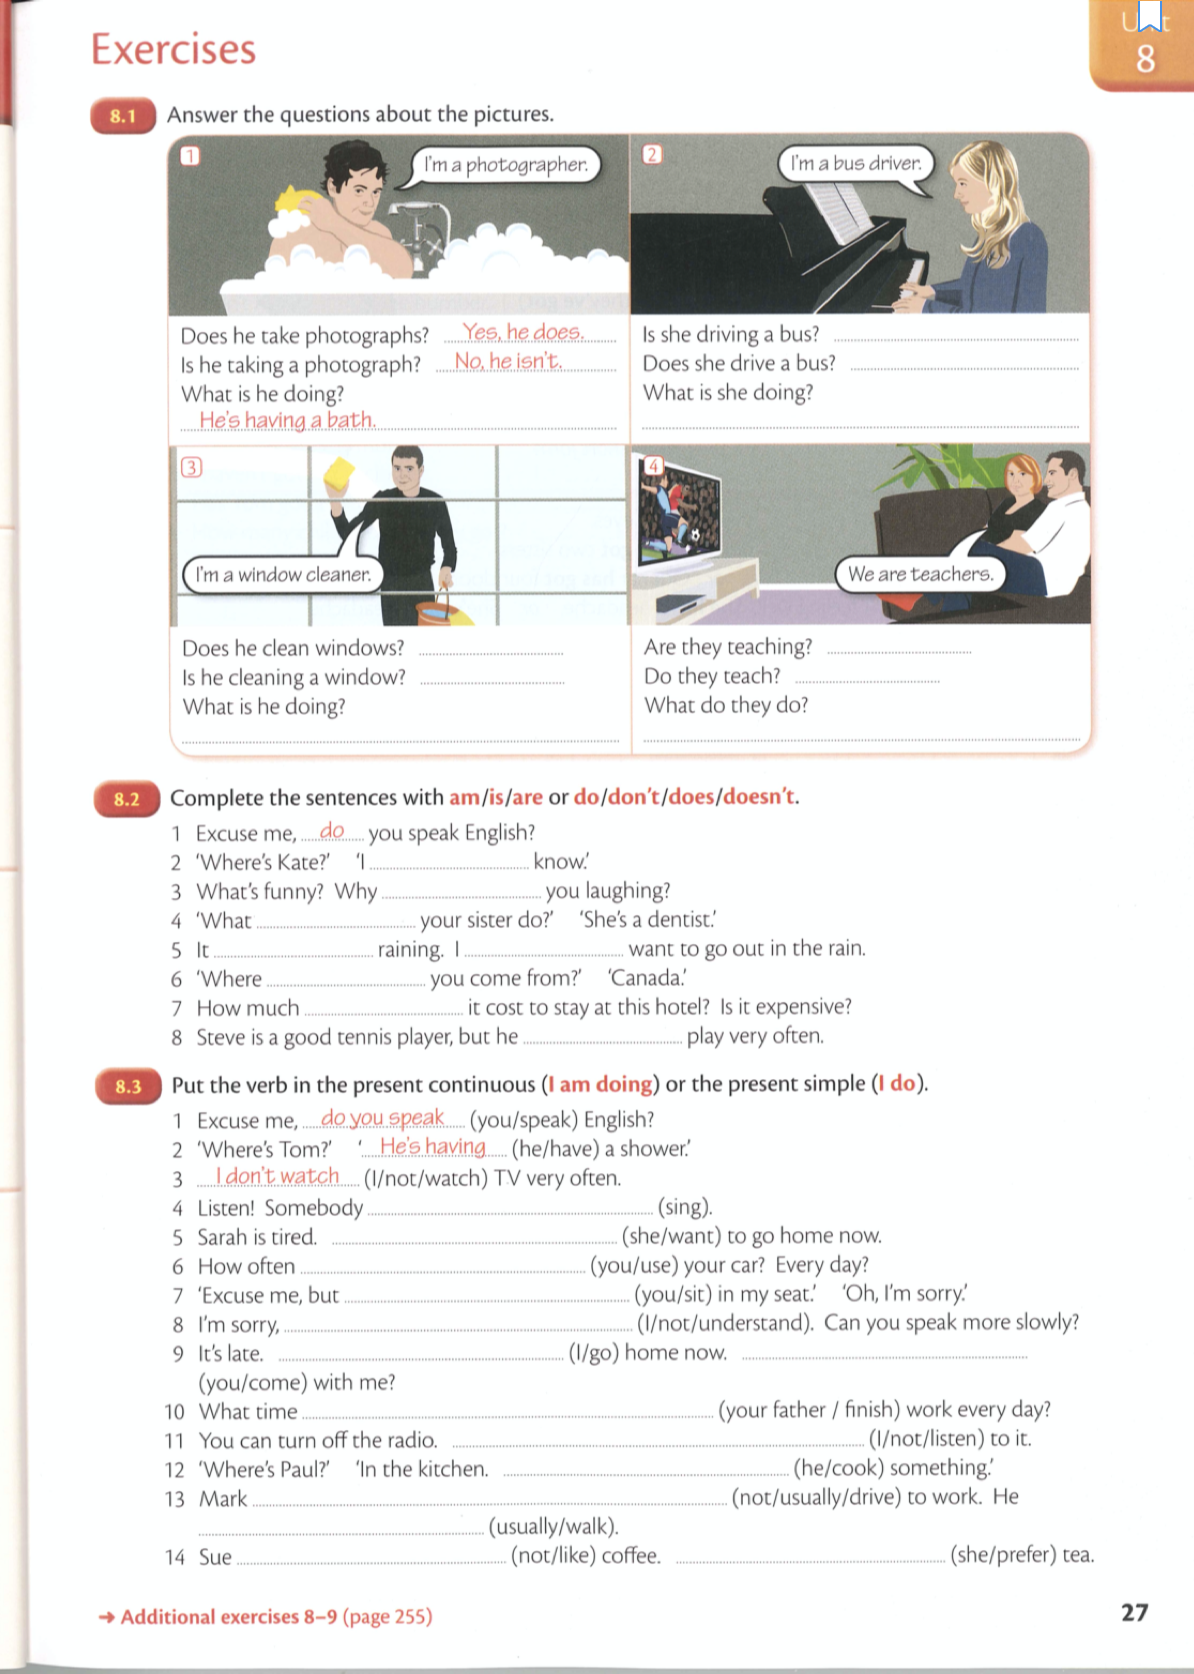 Exercises
Unit
8
8.1 Answer the questions about the pictures.
1
I'm a photographer.
Does he take photographs? Yes, he does.
Is he taking a photograph? No, he isn't.
What is he doing?
He's having a bath.
2
I'm a bus driver.
Is she driving a bus?
Does she drive a bus?
What is she doing?
3
I'm a window cleaner.
Does he clean windows?
Is he cleaning a window?
What is he doing?
4
We are teachers.
Are they teaching?
Do they teach?
What do they do?
8.2 Complete the sentences with am/is/are or do/don't/does/doesn't.
1 Excuse me, do you speak English?
2 'Where's Kate?' 'I ........ know.'
3 What's funny? Why ........ you laughing?
4 'What ........ your sister do?' 'She's a dentist.'
5 It ........ raining. I ........ want to go out in the rain.
6 'Where ........ you come from?' 'Canada.'
7 How much ........ it cost to stay at this hotel? Is it expensive?
8 Steve is a good tennis player, but he ........ play very often.
8.3 Put the verb in the present continuous (I am doing) or the present simple (I do).
1 Excuse me, do you speak (you/speak) English?
2 'Where's Tom?' 'He's having (he/have) a shower.'
3 I don't watch (I/not/watch) TV very often.
4 Listen! Somebody ........ (sing).
5 Sarah is tired. ........ (she/want) to go home now.
6 How often ........ (you/use) your car? Every day?
7 'Excuse me, but ........ (you/sit) in my seat.' 'Oh, I'm sorry.'
8 I'm sorry, ........ (I/not/understand). Can you speak more slowly?
9 It's late. ........ (I/go) home now. ........
(you/come) with me?
10 What time ........ (your father / finish) work every day?
11 You can turn off the radio. ........ (I/not/listen) to it.
12 'Where's Paul?' 'In the kitchen. ........ (he/cook) something.'
13 Mark ........ (not/usually/drive) to work. He
........ (usually/walk).
14 Sue ........ (not/like) coffee. ........ (she/prefer) tea.
➜ Additional exercises 8–9 (page 255)
27